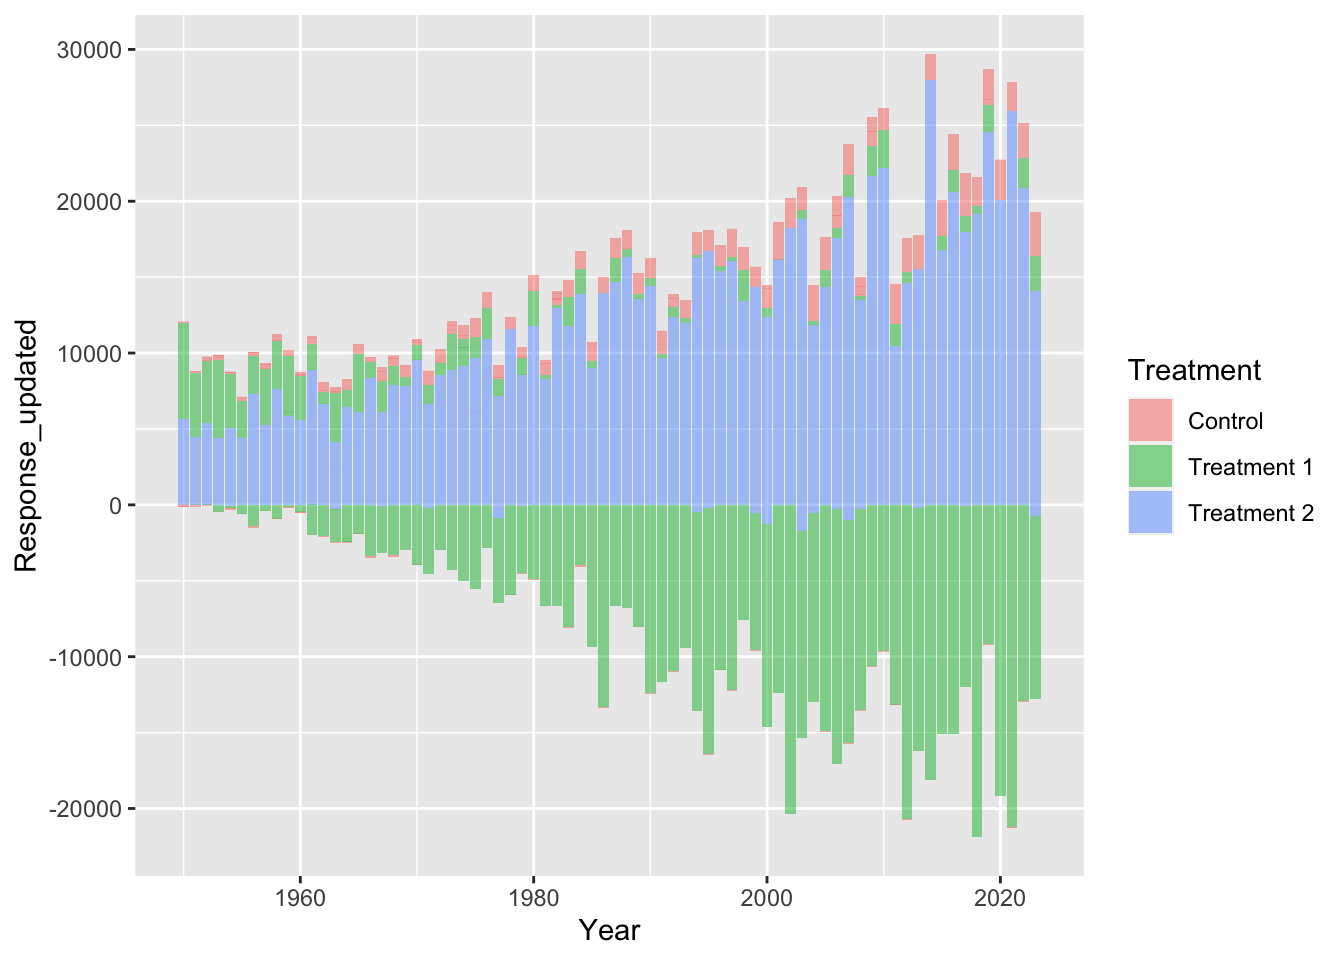 30000
20000
10000
0
-10000
-20000
Response_updated
1960
1980
2000
2020
Year
Treatment
Control
Treatment 1
Treatment 2